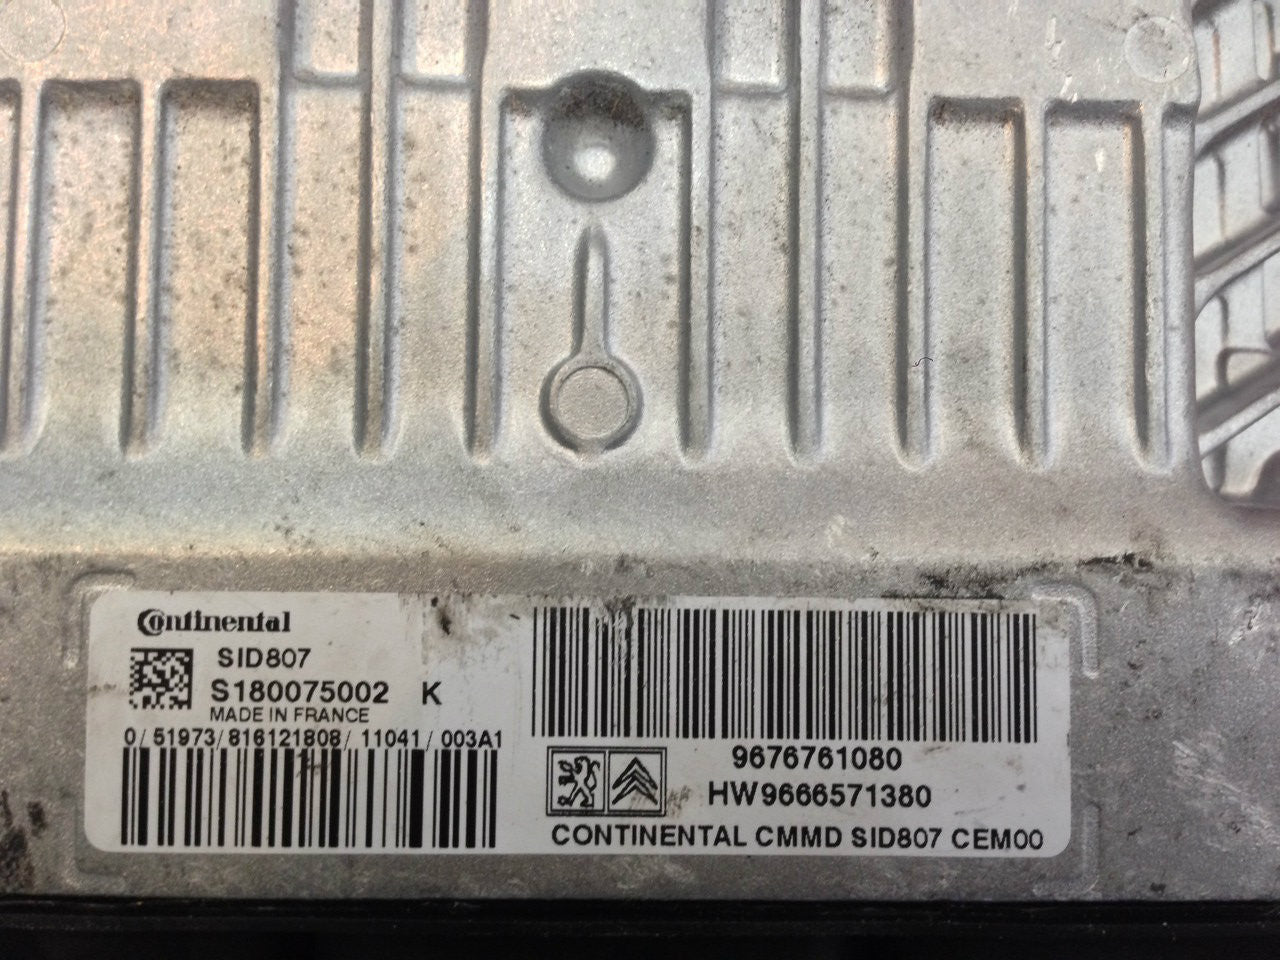 Continental
SID807
S180075002 K
MADE IN FRANCE
0/51973/816121808/11041/003A1
9676761080
HW9666571380
CONTINENTAL CMMD SID807 CEM00